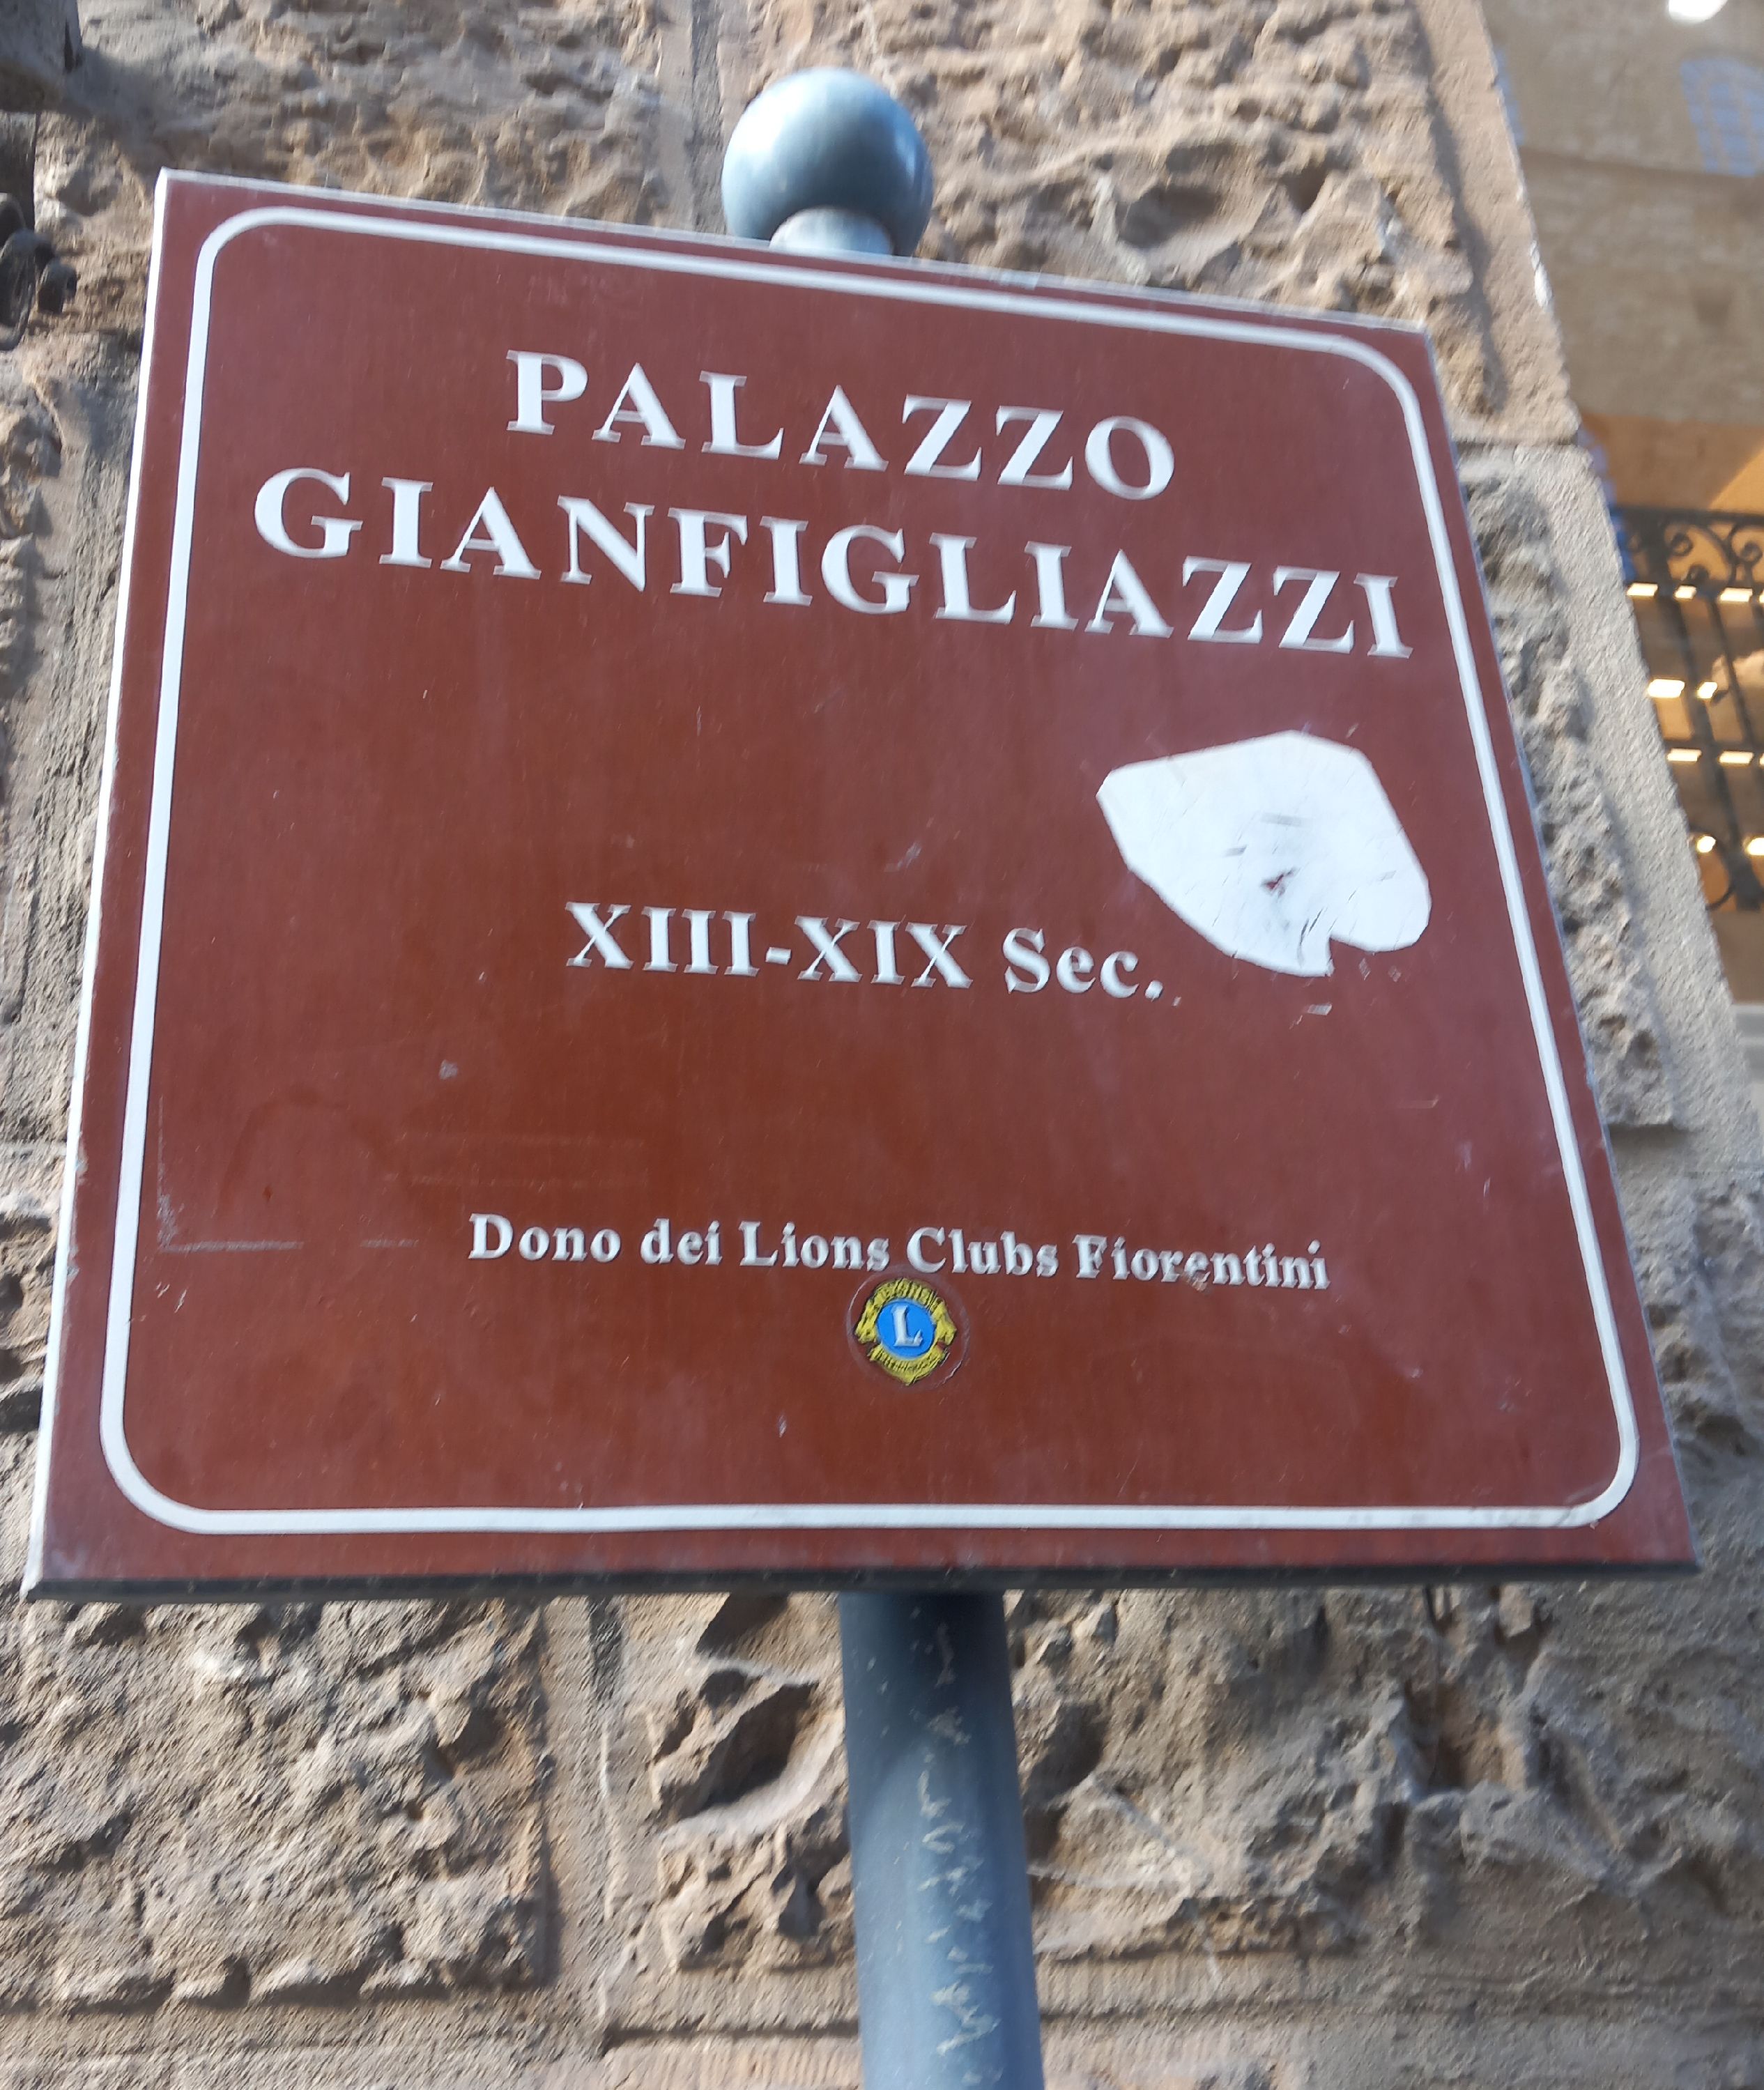 PALAZZO
GIANFIGLIAZZI
XIII-XIX Sec.
Dono dei Lions Clubs Fiorentini
L